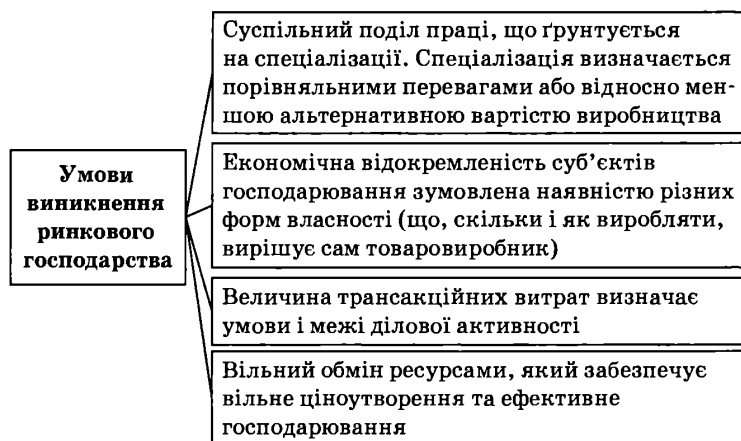 Суспільний поділ праці, що ґрунтується
на спеціалізації. Спеціалізація визначається
порівняльними перевагами або відносно мен-
шою альтернативною вартістю виробництва
Умови
виникнення
ринкового
господарства
Економічна відокремленість суб’єктів
господарювання зумовлена наявністю різних
форм власності (що, скільки і як виробляти,
вирішує сам товаровиробник)
Величина трансакційних витрат визначає
умови і межі ділової активності
Вільний обмін ресурсами, який забезпечує
вільне ціноутворення та ефективне
господарювання